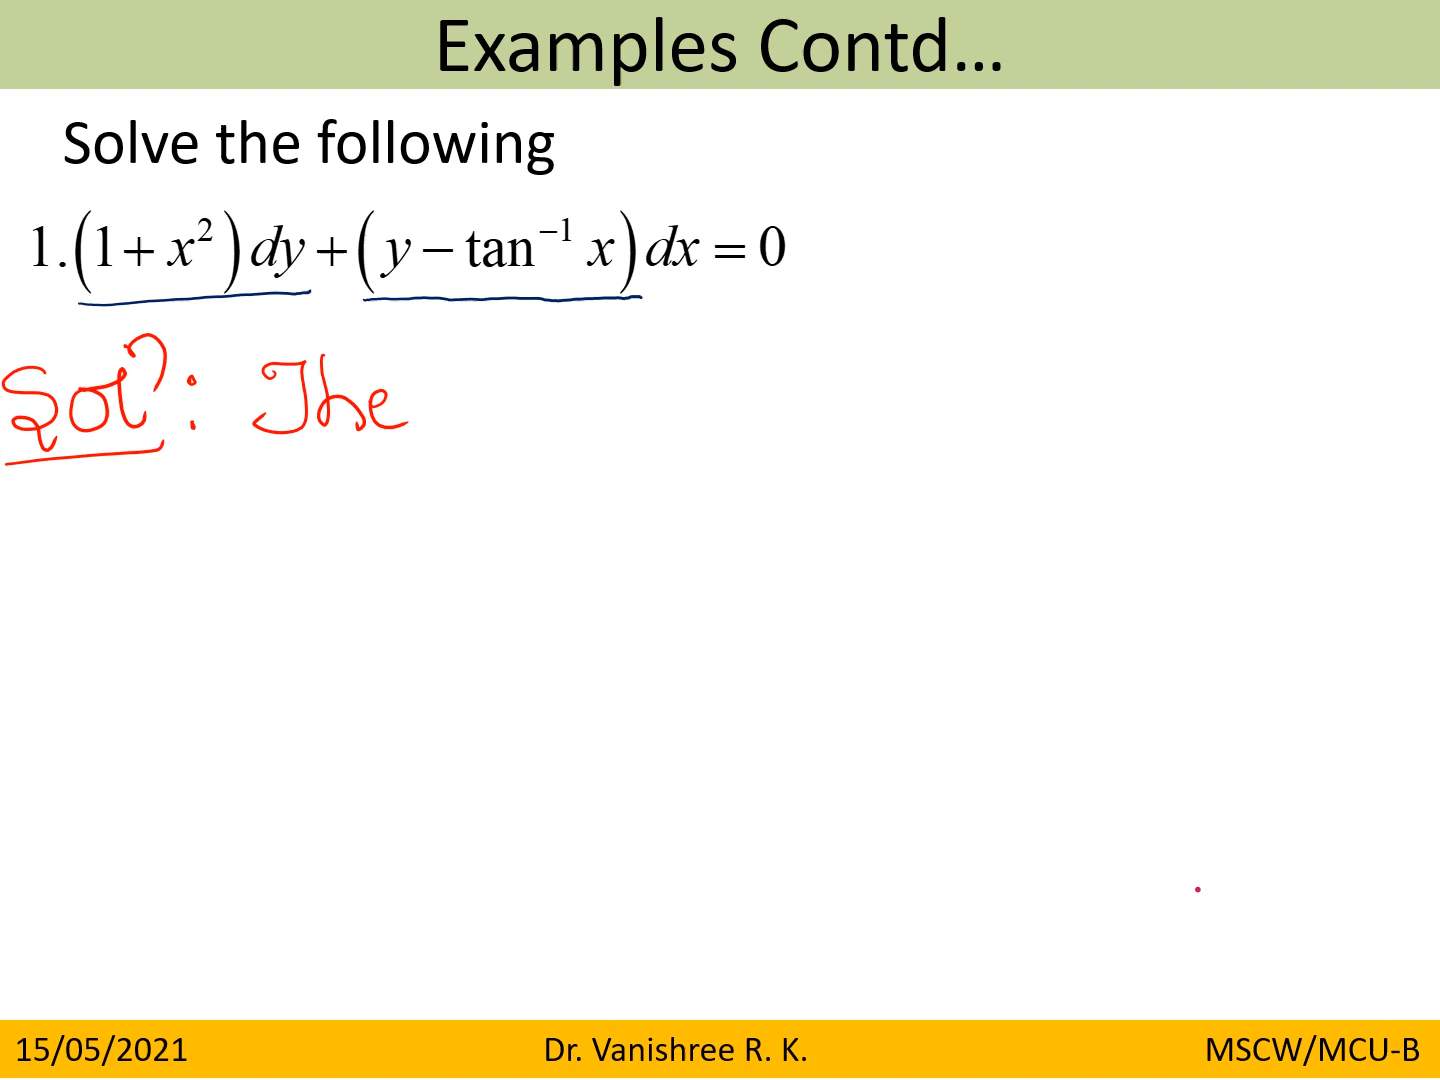 Examples Contd...
Solve the following
1. (1 + x²) dy + (y − tan⁻¹ x) dx = 0
Solⁿ: The
15/05/2021 Dr. Vanishree R. K. MSCW/MCU-B